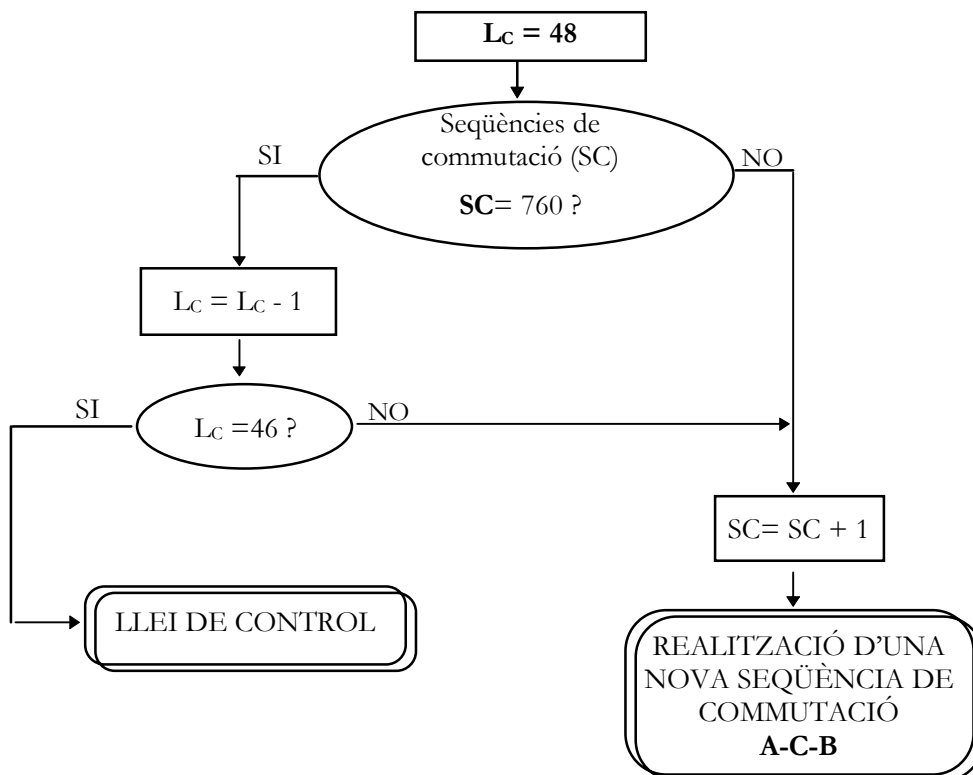 LC = 48
Seqüències de
commutació (SC)
SC= 760 ?
SI
NO
LC = LC - 1
SI
LC =46 ?
NO
SC= SC + 1
LLEI DE CONTROL
REALITZACIÓ D'UNA
NOVA SEQÜÈNCIA DE
COMMUTACIÓ
A-C-B